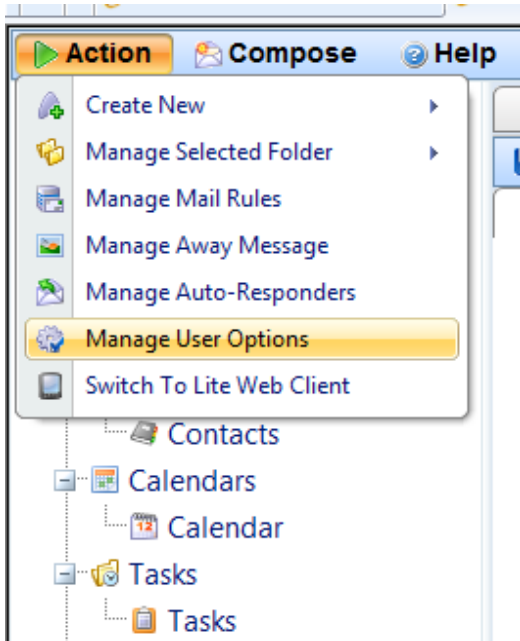 Action Compose Help
Create New
Manage Selected Folder
Manage Mail Rules
Manage Away Message
Manage Auto-Responders
Manage User Options
Switch To Lite Web Client
Contacts
Calendars
12
Calendar
Tasks
Tasks